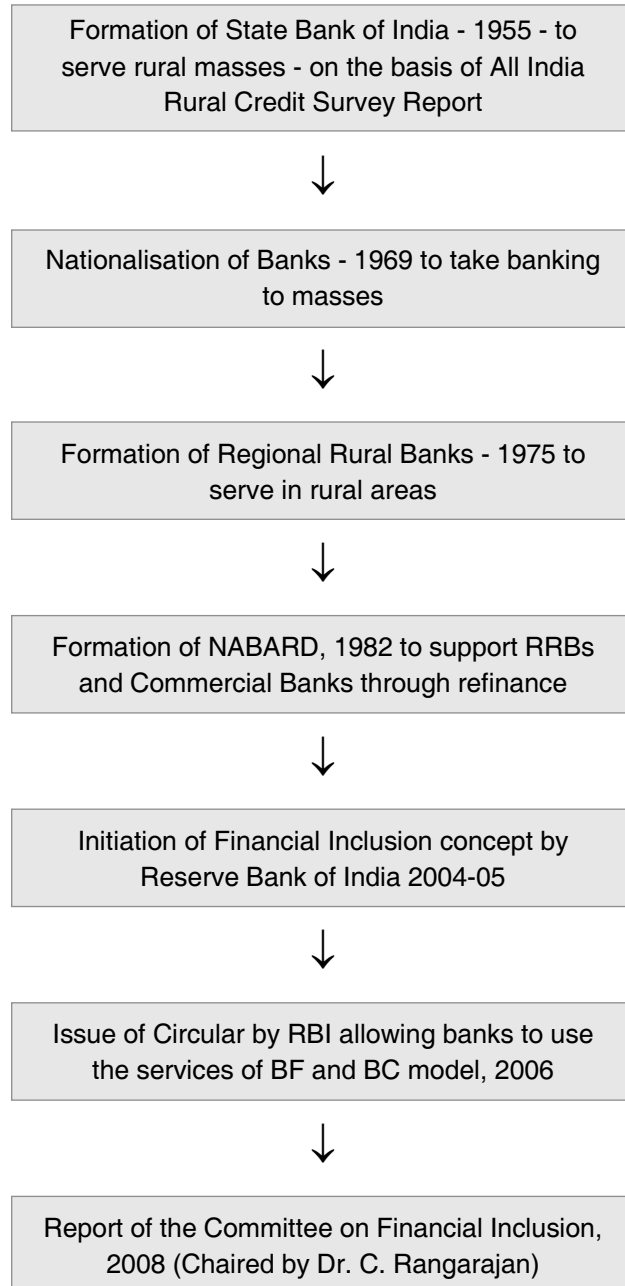 Formation of State Bank of India - 1955 - to
serve rural masses - on the basis of All India
Rural Credit Survey Report
↓
Nationalisation of Banks - 1969 to take banking
to masses
↓
Formation of Regional Rural Banks - 1975 to
serve in rural areas
↓
Formation of NABARD, 1982 to support RRBs
and Commercial Banks through refinance
↓
Initiation of Financial Inclusion concept by
Reserve Bank of India 2004-05
↓
Issue of Circular by RBI allowing banks to use
the services of BF and BC model, 2006
↓
Report of the Committee on Financial Inclusion,
2008 (Chaired by Dr. C. Rangarajan)